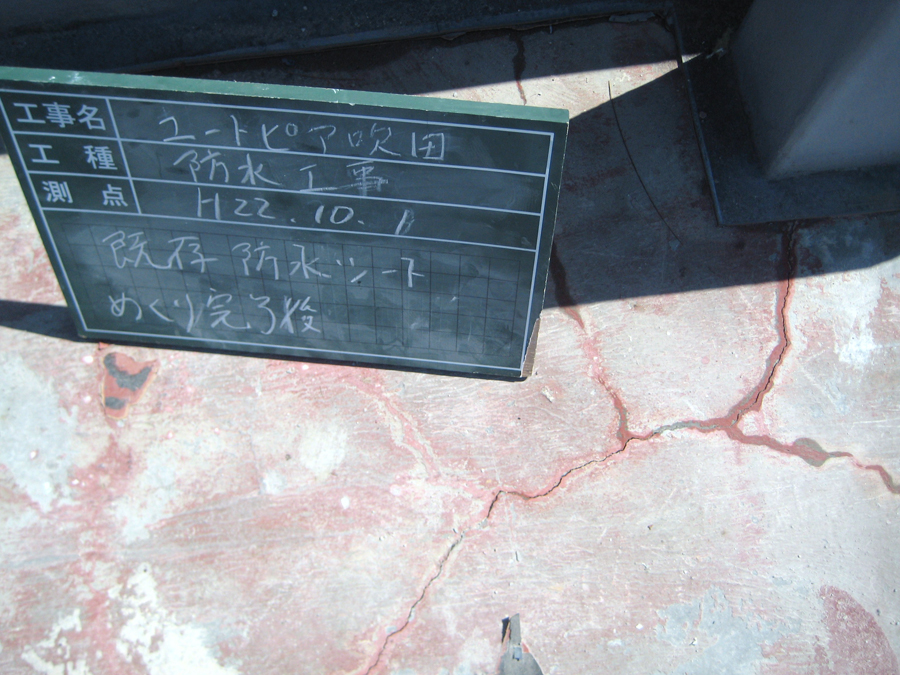 工事名 ユートピア吹田
工種 防水工事
測点 H22.10.
既存防水シート
めくり完了後